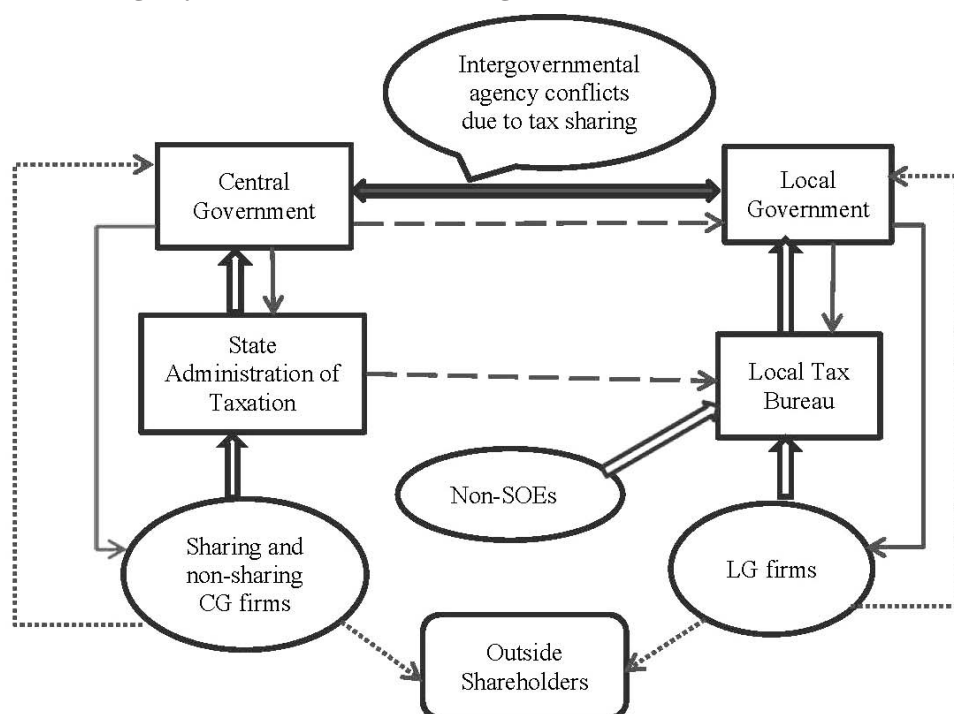 Intergovernmental
agency conflicts
due to tax sharing
Central
Government
Local
Government
State
Administration of
Taxation
Local Tax
Bureau
Non-SOEs
Sharing and
non-sharing
CG firms
LG firms
Outside
Shareholders